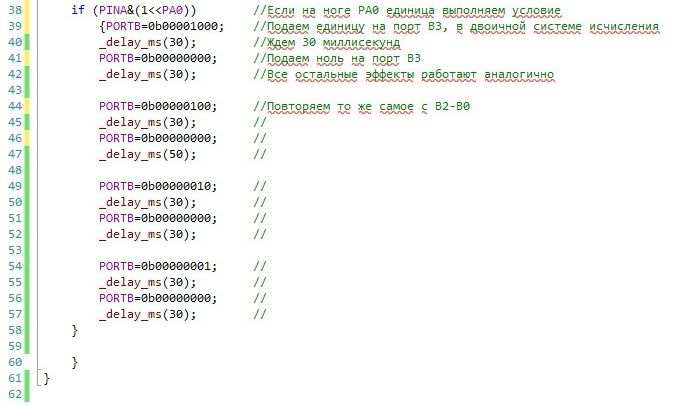 38 if (PINA&(1<<PA0)) //Если на ноге PA0 единица выполняем условие
39 {PORTB=0b00001000; //Подаем единицу на порт B3, в двоичной системе исчисления
40 _delay_ms(30); //Ждем 30 миллисекунд
41 PORTB=0b00000000; //Подаем ноль на порт B3
42 _delay_ms(30); //Все остальные эффекты работают аналогично
43
44 PORTB=0b00000100; //Повторяем то же самое с B2-B0
45 _delay_ms(30); //
46 PORTB=0b00000000; //
47 _delay_ms(50); //
48
49 PORTB=0b00000010; //
50 _delay_ms(30); //
51 PORTB=0b00000000; //
52 _delay_ms(30); //
53
54 PORTB=0b00000001; //
55 _delay_ms(30); //
56 PORTB=0b00000000; //
57 _delay_ms(30); //
58 }
59
60 }
61 }
62